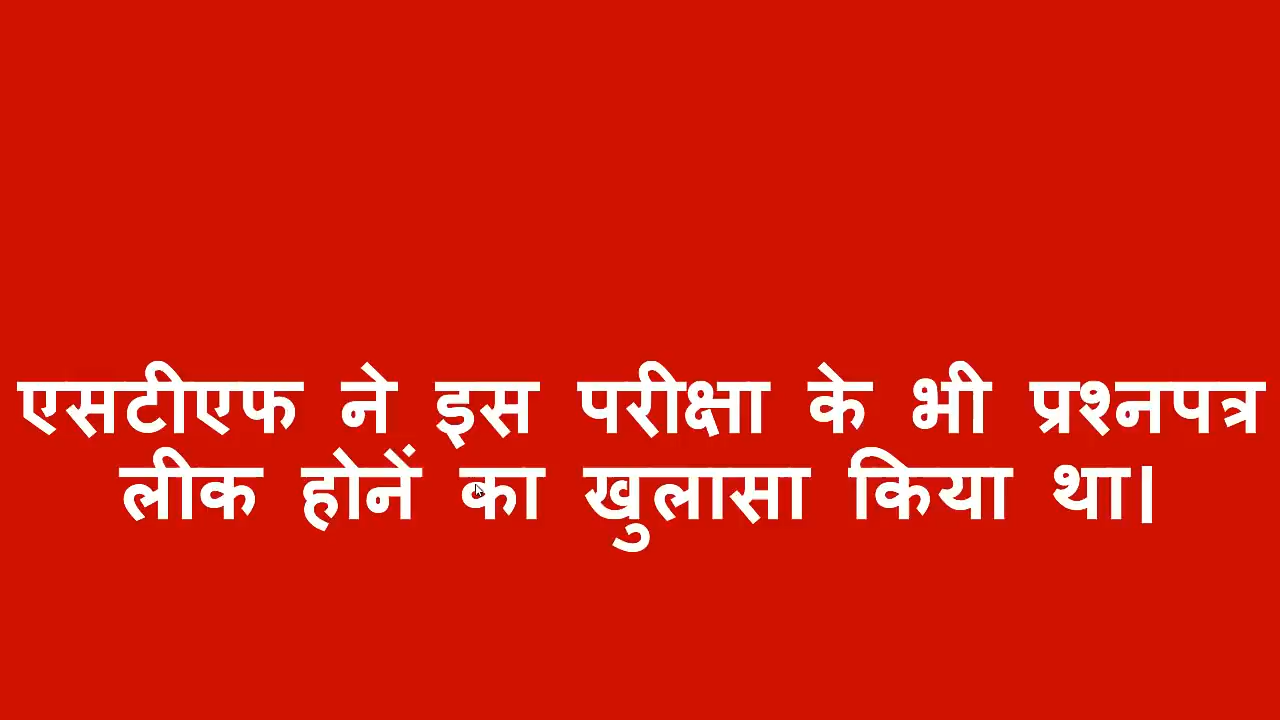 एसटीएफ ने इस परीक्षा के भी प्रश्नपत्र
लीक होनें का खुलासा किया था।